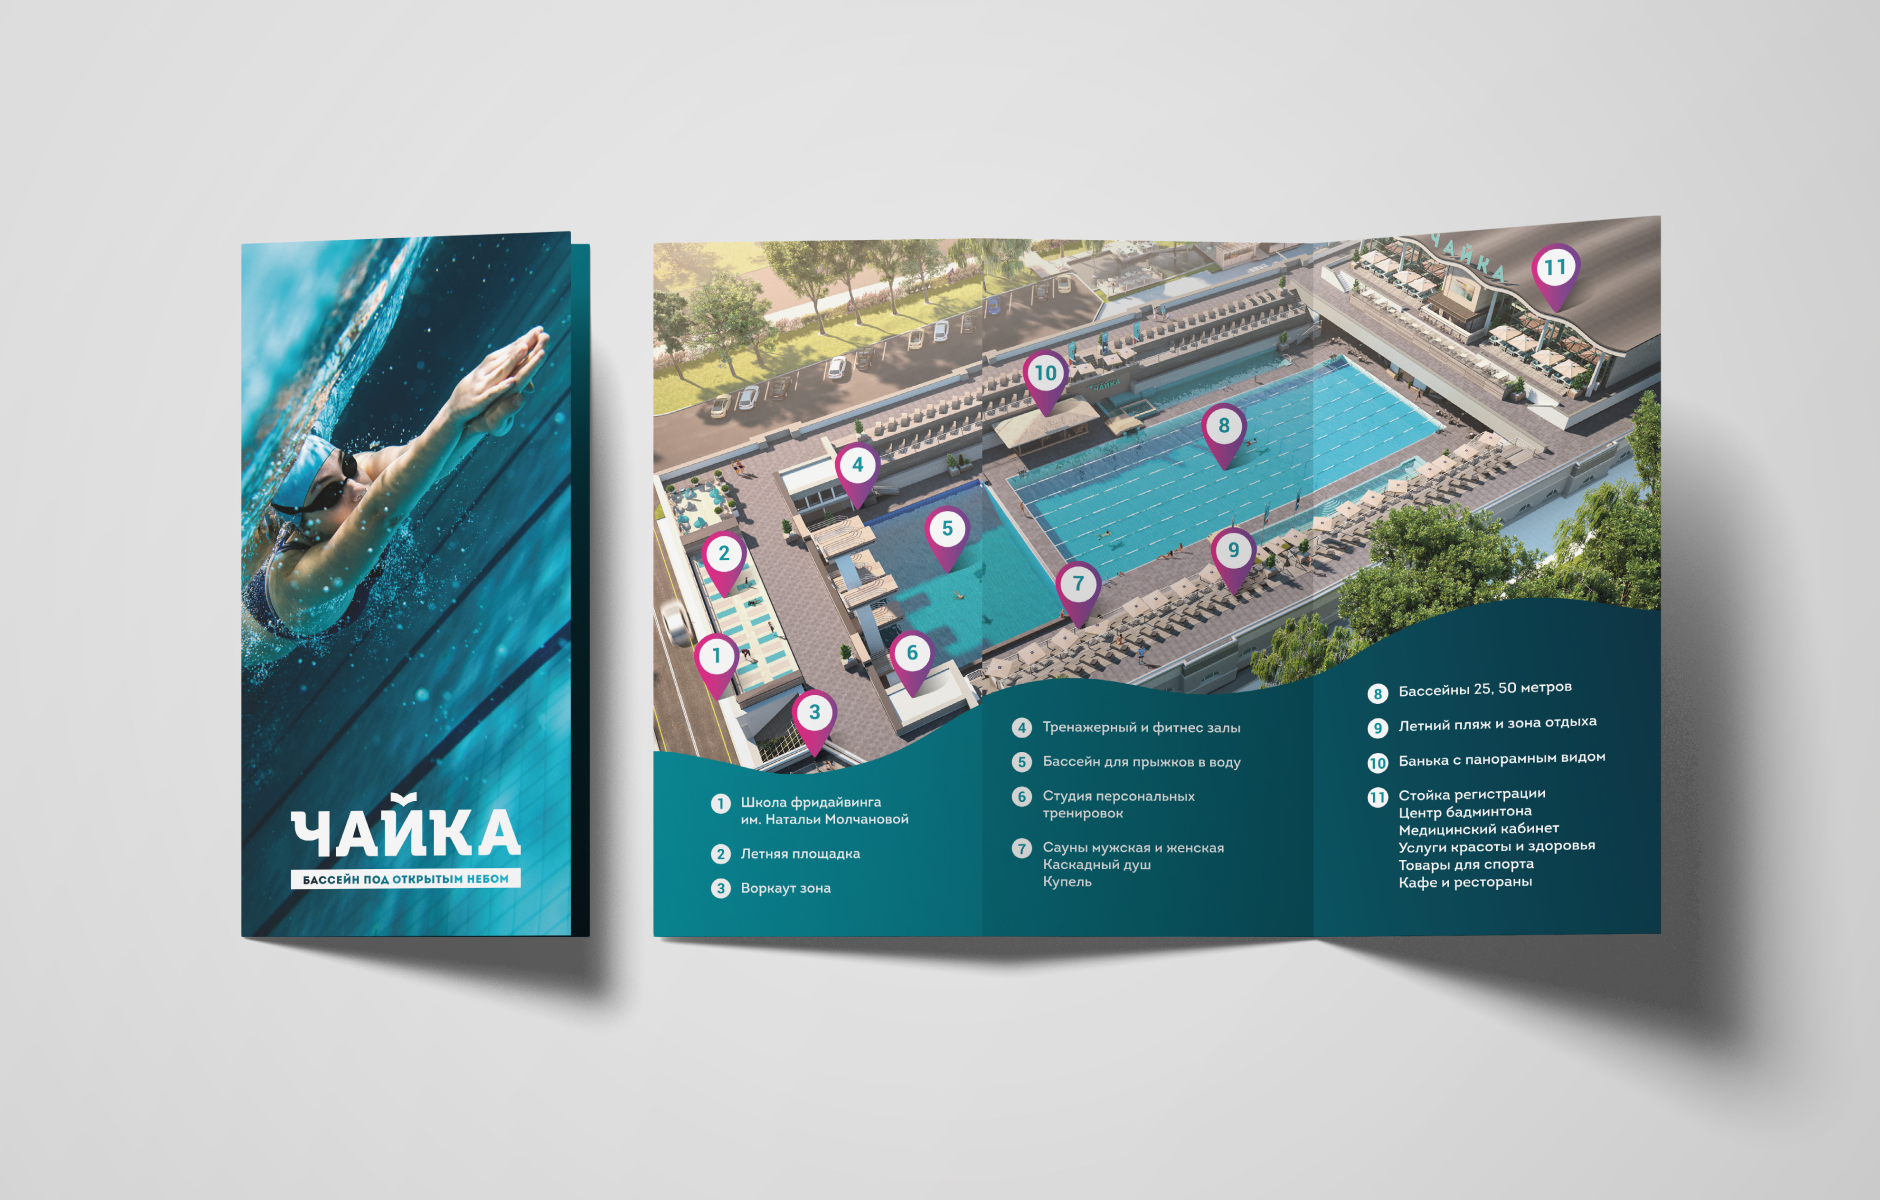 ЧАЙКА
БАССЕЙН ПОД ОТКРЫТЫМ НЕБОМ
ЧАЙКА
11
10
ЧАЙКА
8
4
5
2
9
7
1
6
3
1 Школа фридайвинга
им. Натальи Молчановой
2 Летняя площадка
3 Воркаут зона
4 Тренажерный и фитнес залы
5 Бассейн для прыжков в воду
6 Студия персональных
тренировок
7 Сауны мужская и женская
Каскадный душ
Купель
8 Бассейны 25, 50 метров
9 Летний пляж и зона отдыха
10 Банька с панорамным видом
11 Стойка регистрации
Центр бадминтона
Медицинский кабинет
Услуги красоты и здоровья
Товары для спорта
Кафе и рестораны